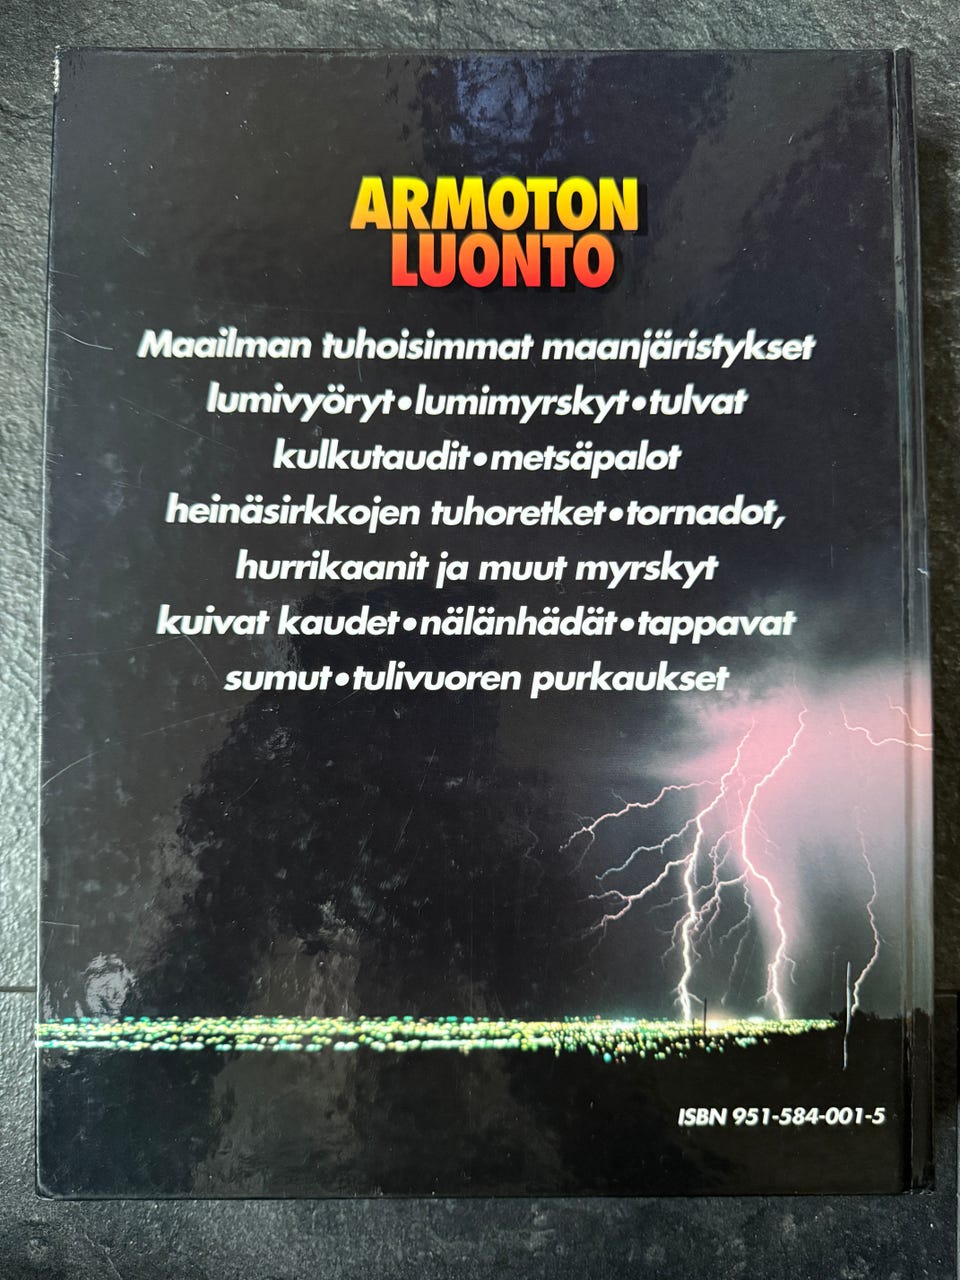 ARMOTON
LUONTO
Maailman tuhoisimmat maanjäristykset
lumivyöryt•lumimyrskyt•tulvat
kulkutaudit•metsäpalot
heinäsirkkojen tuhoretket•tornadot,
hurrikaanit ja muut myrskyt
kuivat kaudet•nälänhädät•tappavat
sumut•tulivuoren purkaukset
ISBN 951-584-001-5